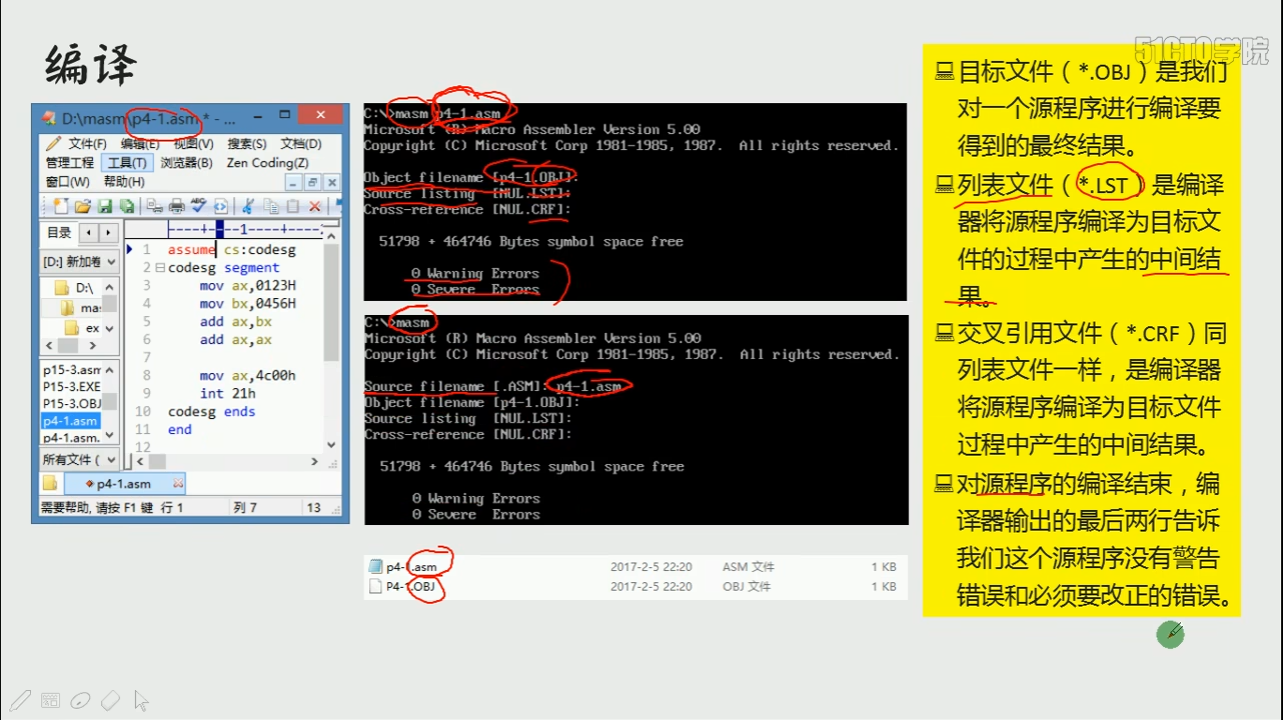 编译
51CTO学院
D:\masm\p4-1.asm * - ...
文件(F) 编辑(E) 视图(V) 搜索(S) 文档(D)
管理工程 工具(T) 浏览器(B) Zen Coding(Z)
窗口(W) 帮助(H)
目录
[D:] 新加卷
D:\
mas
ex
p15-3.asm
P15-3.EXE
P15-3.OBJ
p4-1.asm
p4-1.asm.
所有文件 (
1 assume cs:codesg
2 codesg segment
3 mov ax,0123H
4 mov bx,0456H
5 add ax,bx
6 add ax,ax
7
8 mov ax,4c00h
9 int 21h
10 codesg ends
11 end
12
p4-1.asm
需要帮助, 请按 F1 键 行 1 列 7 13
C:\>masm p4-1.asm
Microsoft (R) Macro Assembler Version 5.00
Copyright (C) Microsoft Corp 1981-1985, 1987. All rights reserved.
Object filename [p4-1.OBJ]:
Source listing [NUL.LST]:
Cross-reference [NUL.CRF]:
51798 + 464746 Bytes symbol space free
0 Warning Errors
0 Severe Errors
C:\>masm
Microsoft (R) Macro Assembler Version 5.00
Copyright (C) Microsoft Corp 1981-1985, 1987. All rights reserved.
Source filename [.ASM]: p4-1.asm
Object filename [p4-1.OBJ]:
Source listing [NUL.LST]:
Cross-reference [NUL.CRF]:
51798 + 464746 Bytes symbol space free
0 Warning Errors
0 Severe Errors
p4-1.asm 2017-2-5 22:20 ASM 文件 1 KB
P4-1.OBJ 2017-2-5 22:20 OBJ 文件 1 KB
目标文件（*.OBJ）是我们
对一个源程序进行编译要
得到的最终结果。
列表文件（*.LST）是编译
器将源程序编译为目标文
件的过程中产生的中间结
果。
交叉引用文件（*.CRF）同
列表文件一样，是编译器
将源程序编译为目标文件
过程中产生的中间结果。
对源程序的编译结束，编
译器输出的最后两行告诉
我们这个源程序没有警告
错误和必须要改正的错误。